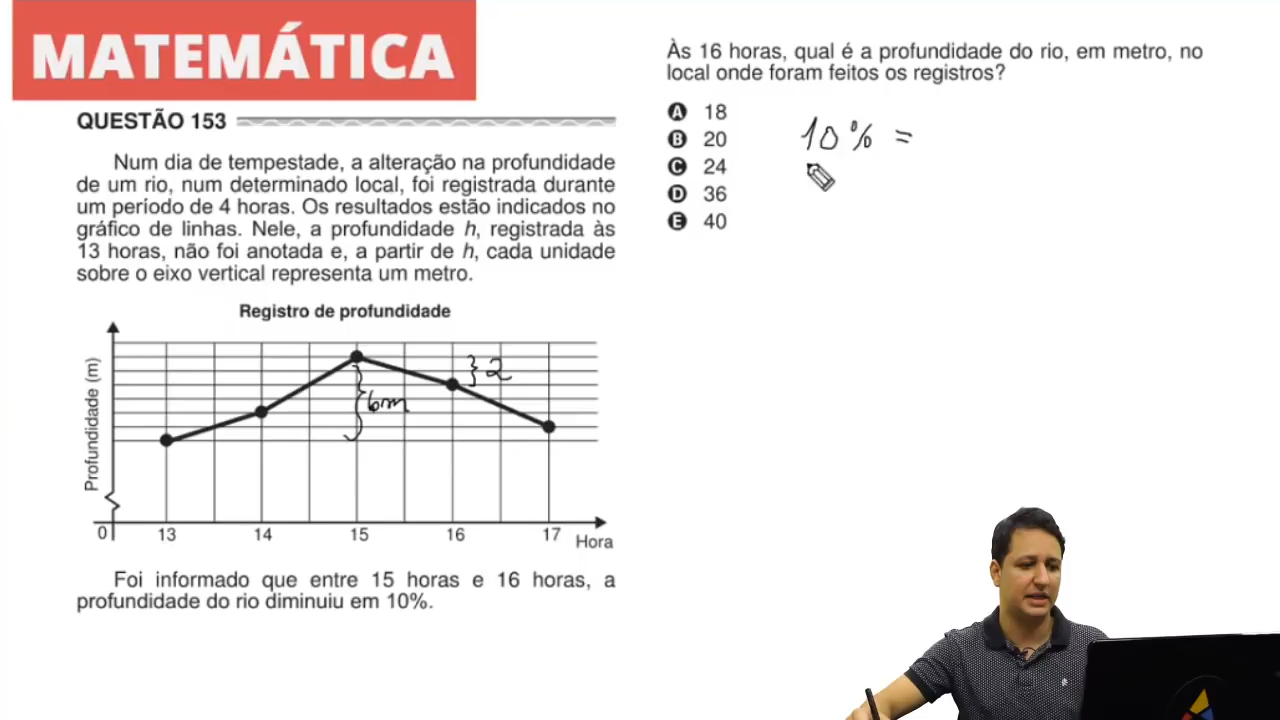 MATEMÁTICA
QUESTÃO 153
Num dia de tempestade, a alteração na profundidade
de um rio, num determinado local, foi registrada durante
um período de 4 horas. Os resultados estão indicados no
gráfico de linhas. Nele, a profundidade h, registrada às
13 horas, não foi anotada e, a partir de h, cada unidade
sobre o eixo vertical representa um metro.
Registro de profundidade
Profundidade (m)
6m
2
0
13
14
15
16
17
Hora
Foi informado que entre 15 horas e 16 horas, a
profundidade do rio diminuiu em 10%.
Às 16 horas, qual é a profundidade do rio, em metro, no
local onde foram feitos os registros?
A 18
B 20
C 24
D 36
E 40
10% =